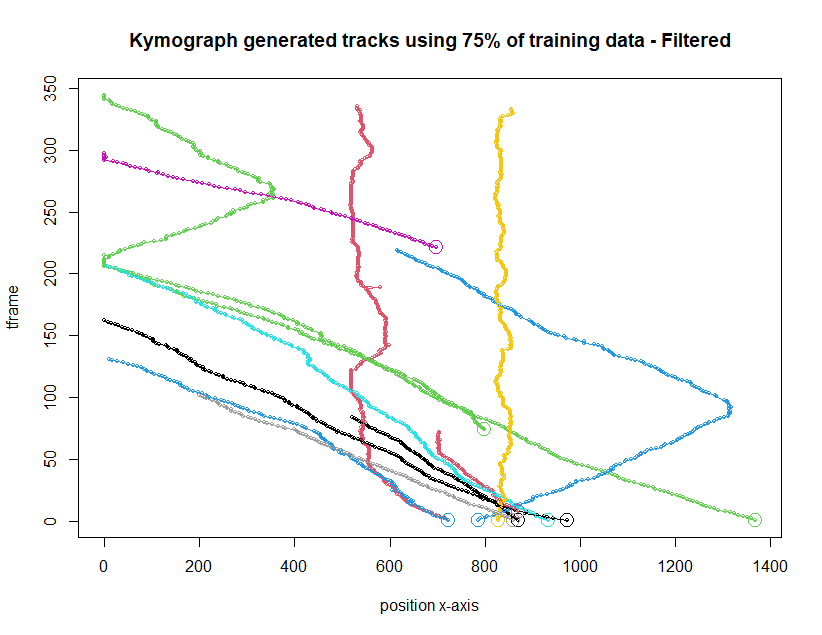 Kymograph generated tracks using 75% of training data - Filtered
350
300
250
200
150
100
50
0
tframe
0 200 400 600 800 1000 1200 1400
position x-axis